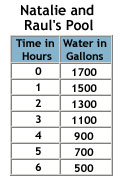 Natalie and
Raul's Pool
Time in Water in
Hours Gallons
0 1700
1 1500
2 1300
3 1100
4 900
5 700
6 500